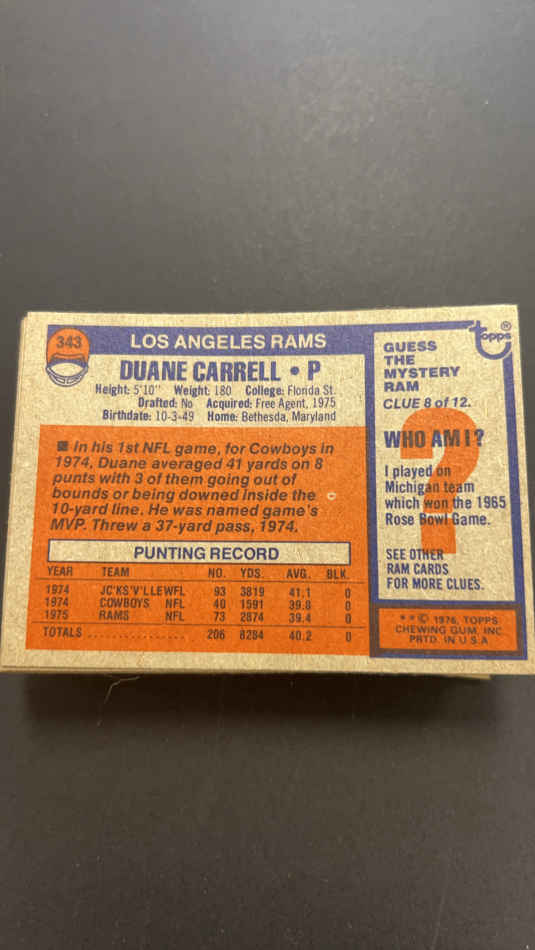 343
LOS ANGELES RAMS
DUANE CARRELL • P
Height: 5'10" Weight: 180 College: Florida St.
Drafted: No Acquired: Free Agent, 1975
Birthdate: 10-3-49 Home: Bethesda, Maryland
■ In his 1st NFL game, for Cowboys in
1974, Duane averaged 41 yards on 8
punts with 3 of them going out of
bounds or being downed inside the
10-yard line. He was named game's
MVP. Threw a 37-yard pass, 1974.
PUNTING RECORD
YEAR TEAM NO. YDS. AVG. BLK.
1974 JC'KS'V'LLE WFL 93 3819 41.1 0
1974 COWBOYS NFL 40 1591 39.8 0
1975 RAMS NFL 73 2874 39.4 0
TOTALS .................... 206 8284 40.2 0
topps®
GUESS
THE
MYSTERY
RAM
CLUE 8 of 12.
?
WHO AM I?
I played on
Michigan team
which won the 1965
Rose Bowl Game.
SEE OTHER
RAM CARDS
FOR MORE CLUES.
**© 1976, TOPPS
CHEWING GUM, INC
PRTD. IN U.S.A